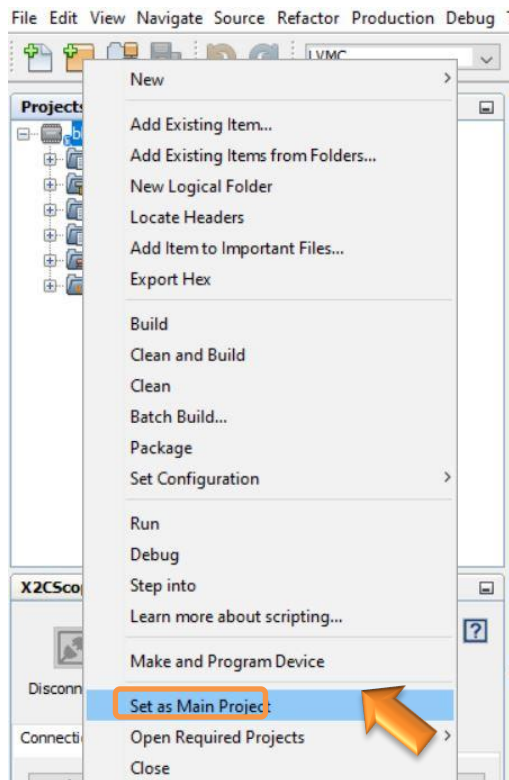 File Edit View Navigate Source Refactor Production Debug
LVMC
Projects
New
Add Existing Item...
Add Existing Items from Folders...
New Logical Folder
Locate Headers
Add Item to Important Files...
Export Hex
Build
Clean and Build
Clean
Batch Build...
Package
Set Configuration
Run
Debug
Step into
Learn more about scripting...
Make and Program Device
Set as Main Project
Open Required Projects
Close
X2CSco
?
Disconn
Connecti